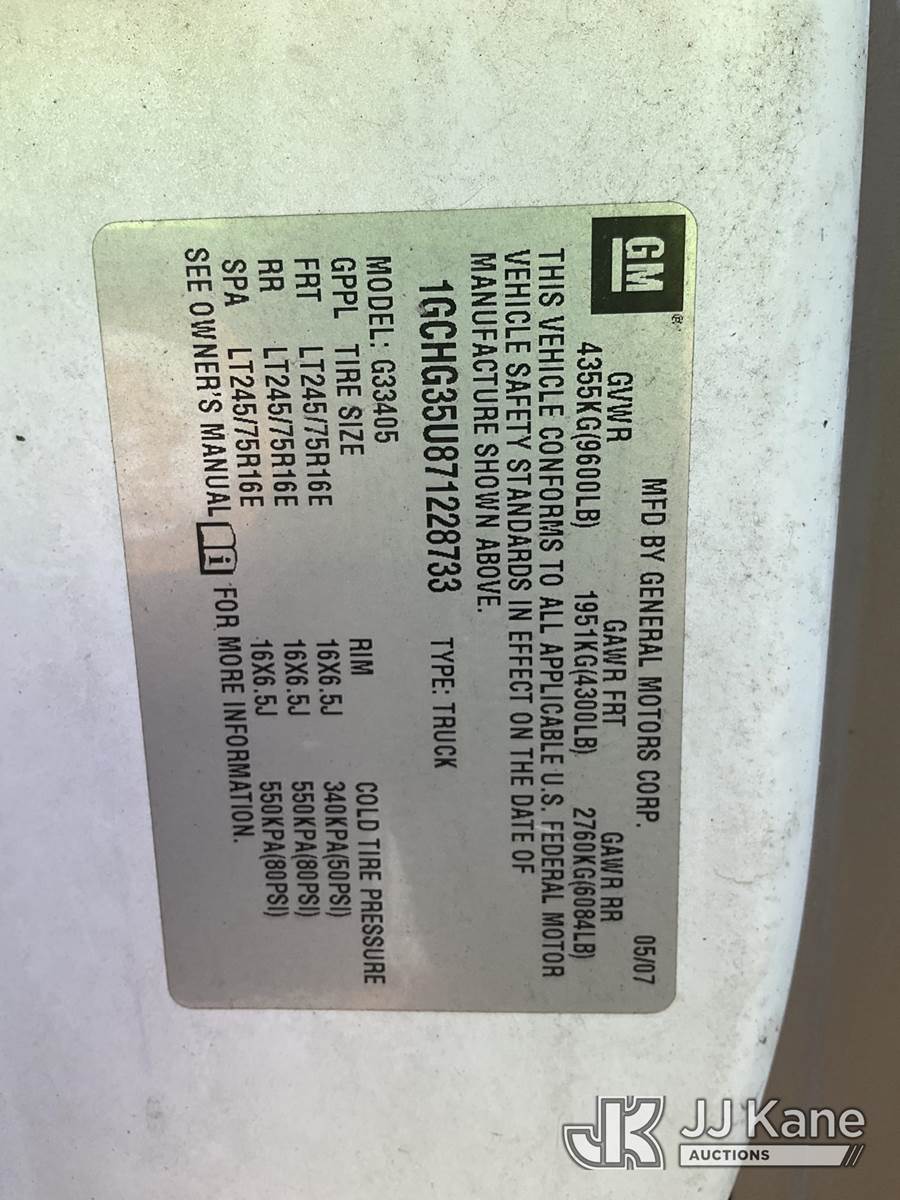 GM®
MFD BY GENERAL MOTORS CORP. 05/07
GVWR GAWR FRT GAWR RR
4355KG(9600LB) 1951KG(4300LB) 2760KG(6084LB)
THIS VEHICLE CONFORMS TO ALL APPLICABLE U.S. FEDERAL MOTOR
VEHICLE SAFETY STANDARDS IN EFFECT ON THE DATE OF
MANUFACTURE SHOWN ABOVE.
1GCHG35U871228733 TYPE: TRUCK
MODEL: G33405
GPPL TIRE SIZE RIM COLD TIRE PRESSURE
FRT LT245/75R16E 16X6.5J 340KPA(50PSI)
RR LT245/75R16E 16X6.5J 550KPA(80PSI)
SPA LT245/75R16E 16X6.5J 550KPA(80PSI)
SEE OWNER'S MANUAL i FOR MORE INFORMATION.
JK JJ Kane
AUCTIONS